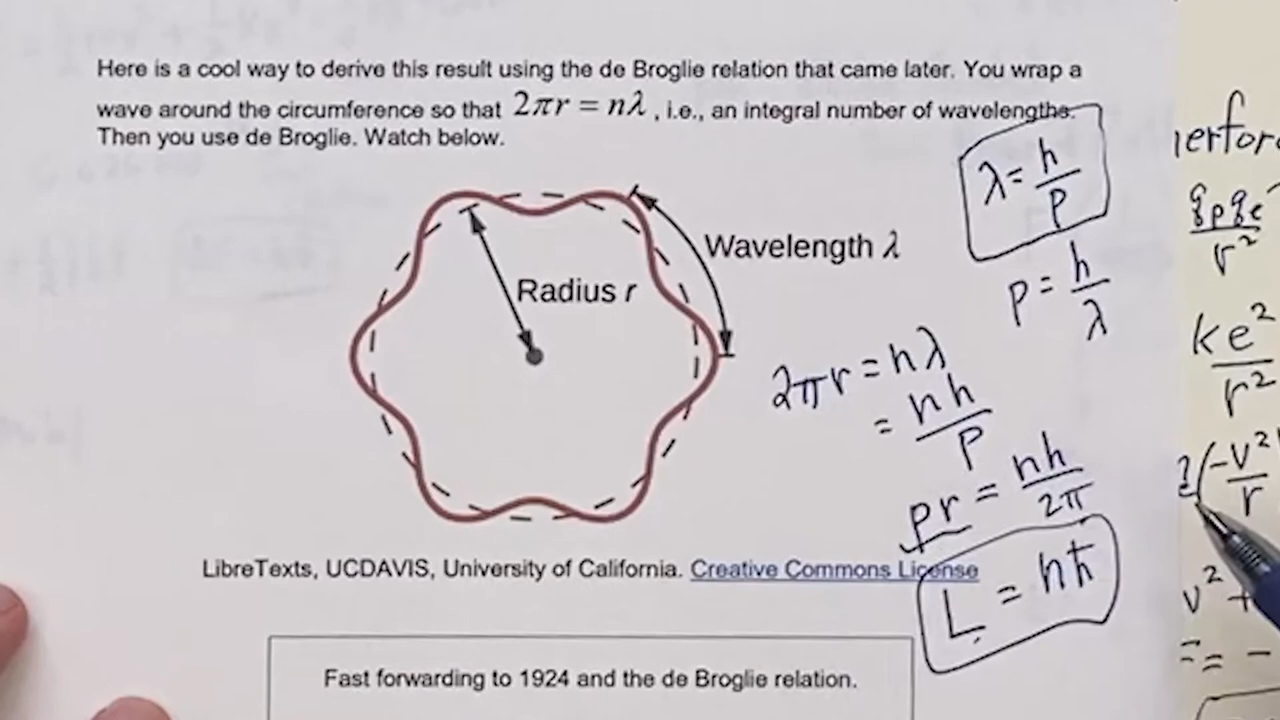 Here is a cool way to derive this result using the de Broglie relation that came later. You wrap a
wave around the circumference so that 2πr = nλ , i.e., an integral number of wavelengths.
Then you use de Broglie. Watch below.
λ = h/p
p = h/λ
Wavelength λ
Radius r
2πr = nλ
= nh/p
pr = nh/2π
L = nħ
LibreTexts, UCDAVIS, University of California. Creative Commons License
Fast forwarding to 1924 and the de Broglie relation.
ke²/r²
-v²/r
v²